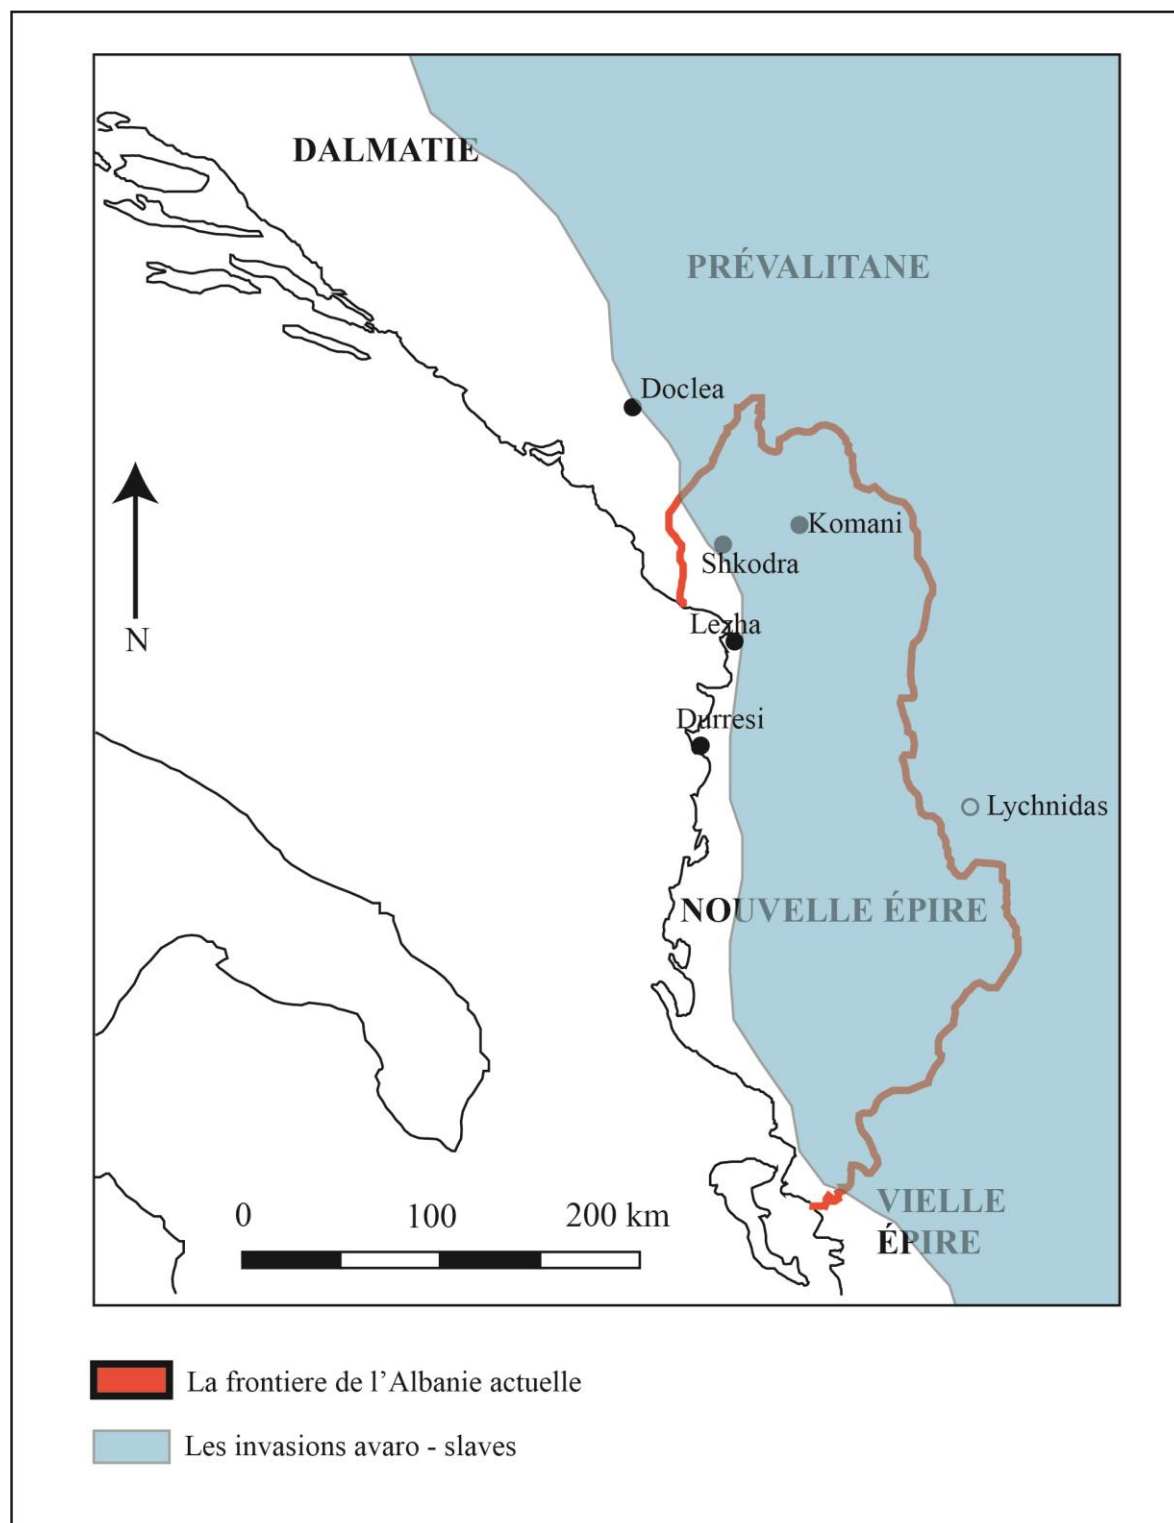 DALMATIE
PRÉVALITANE
Doclea
Komani
Shkodra
Lezha
N
Durresi
Lychnidas
NOUVELLE ÉPIRE
VIELLE
ÉPIRE
0 100 200 km
La frontiere de l'Albanie actuelle
Les invasions avaro - slaves